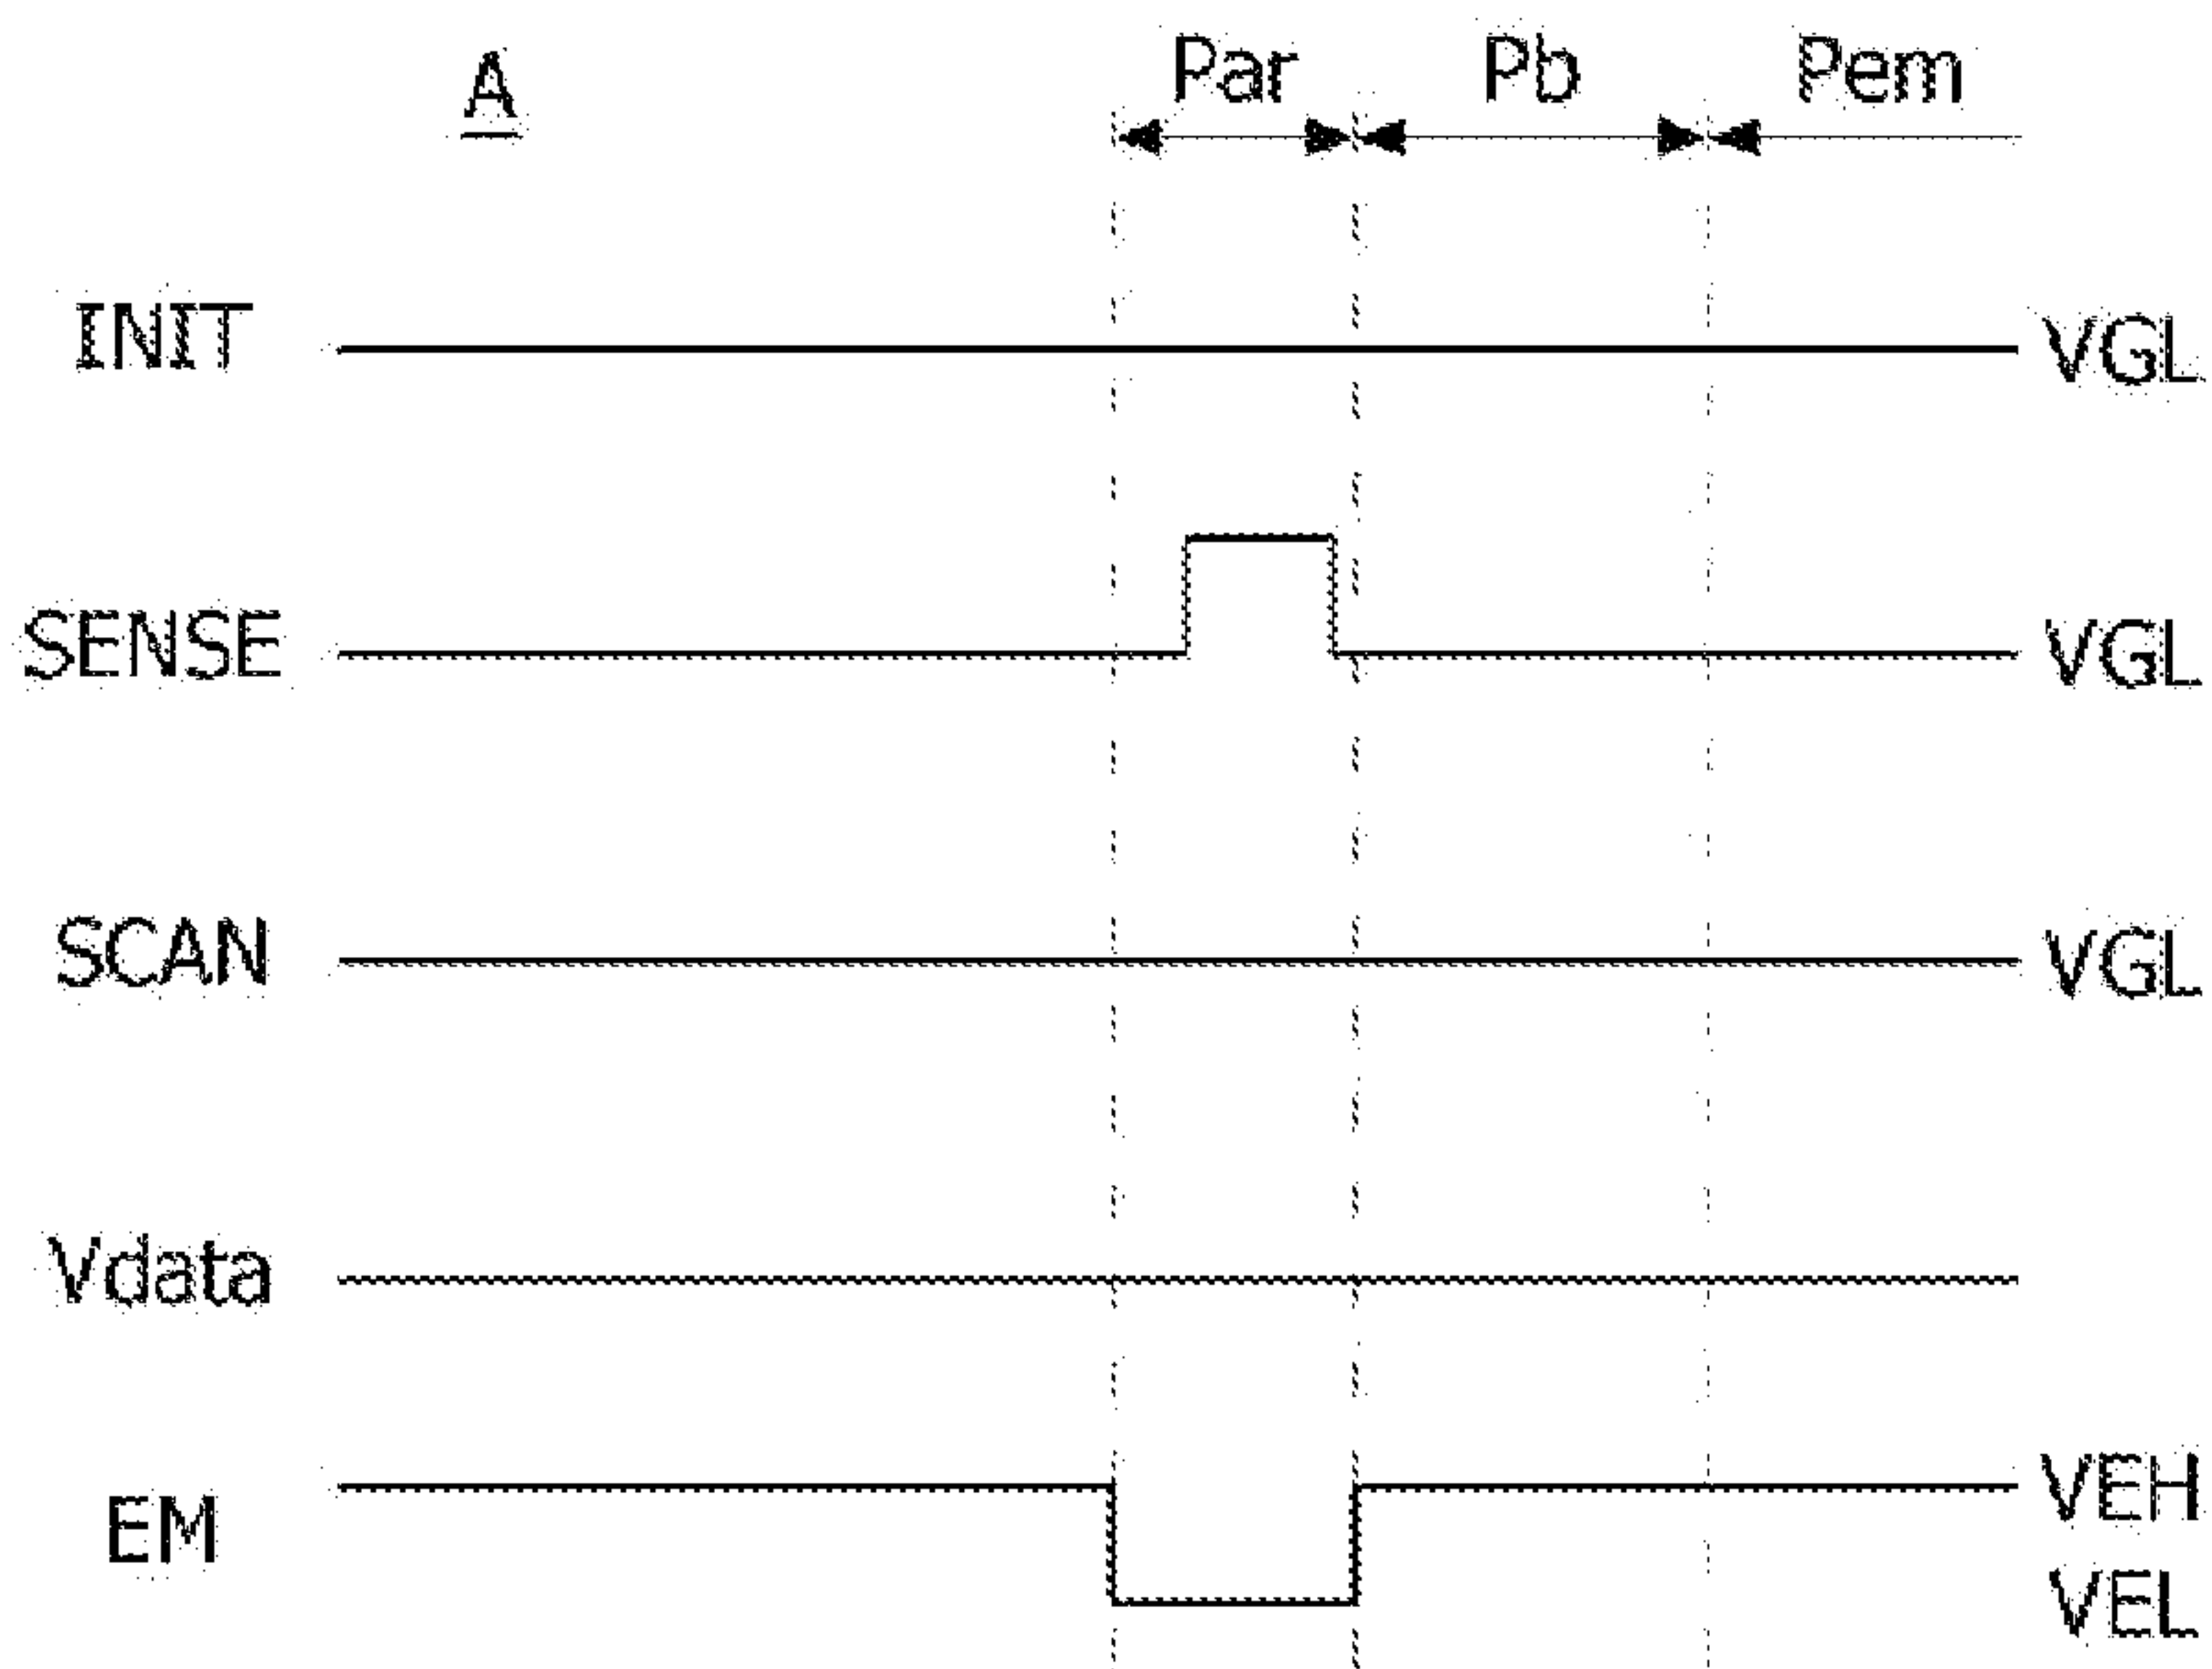 A Par Pb Pem
INIT VGL
SENSE VGL
SCAN VGL
Vdata
EM VEH
VEL